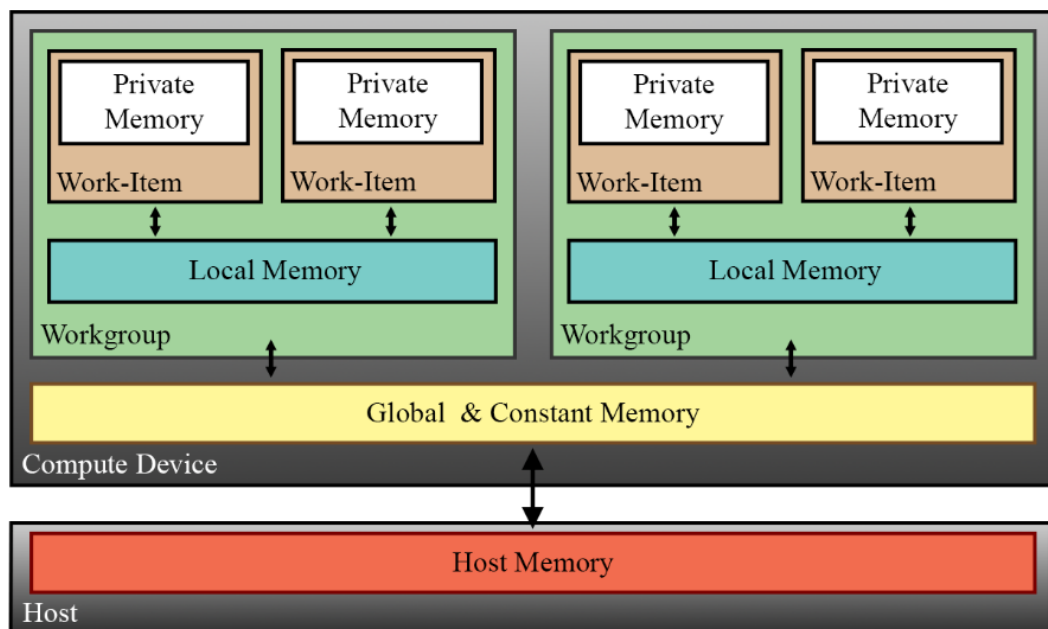 Private
Memory
Work-Item
Private
Memory
Work-Item
Local Memory
Workgroup
Private
Memory
Work-Item
Private
Memory
Work-Item
Local Memory
Workgroup
Global & Constant Memory
Compute Device
Host Memory
Host